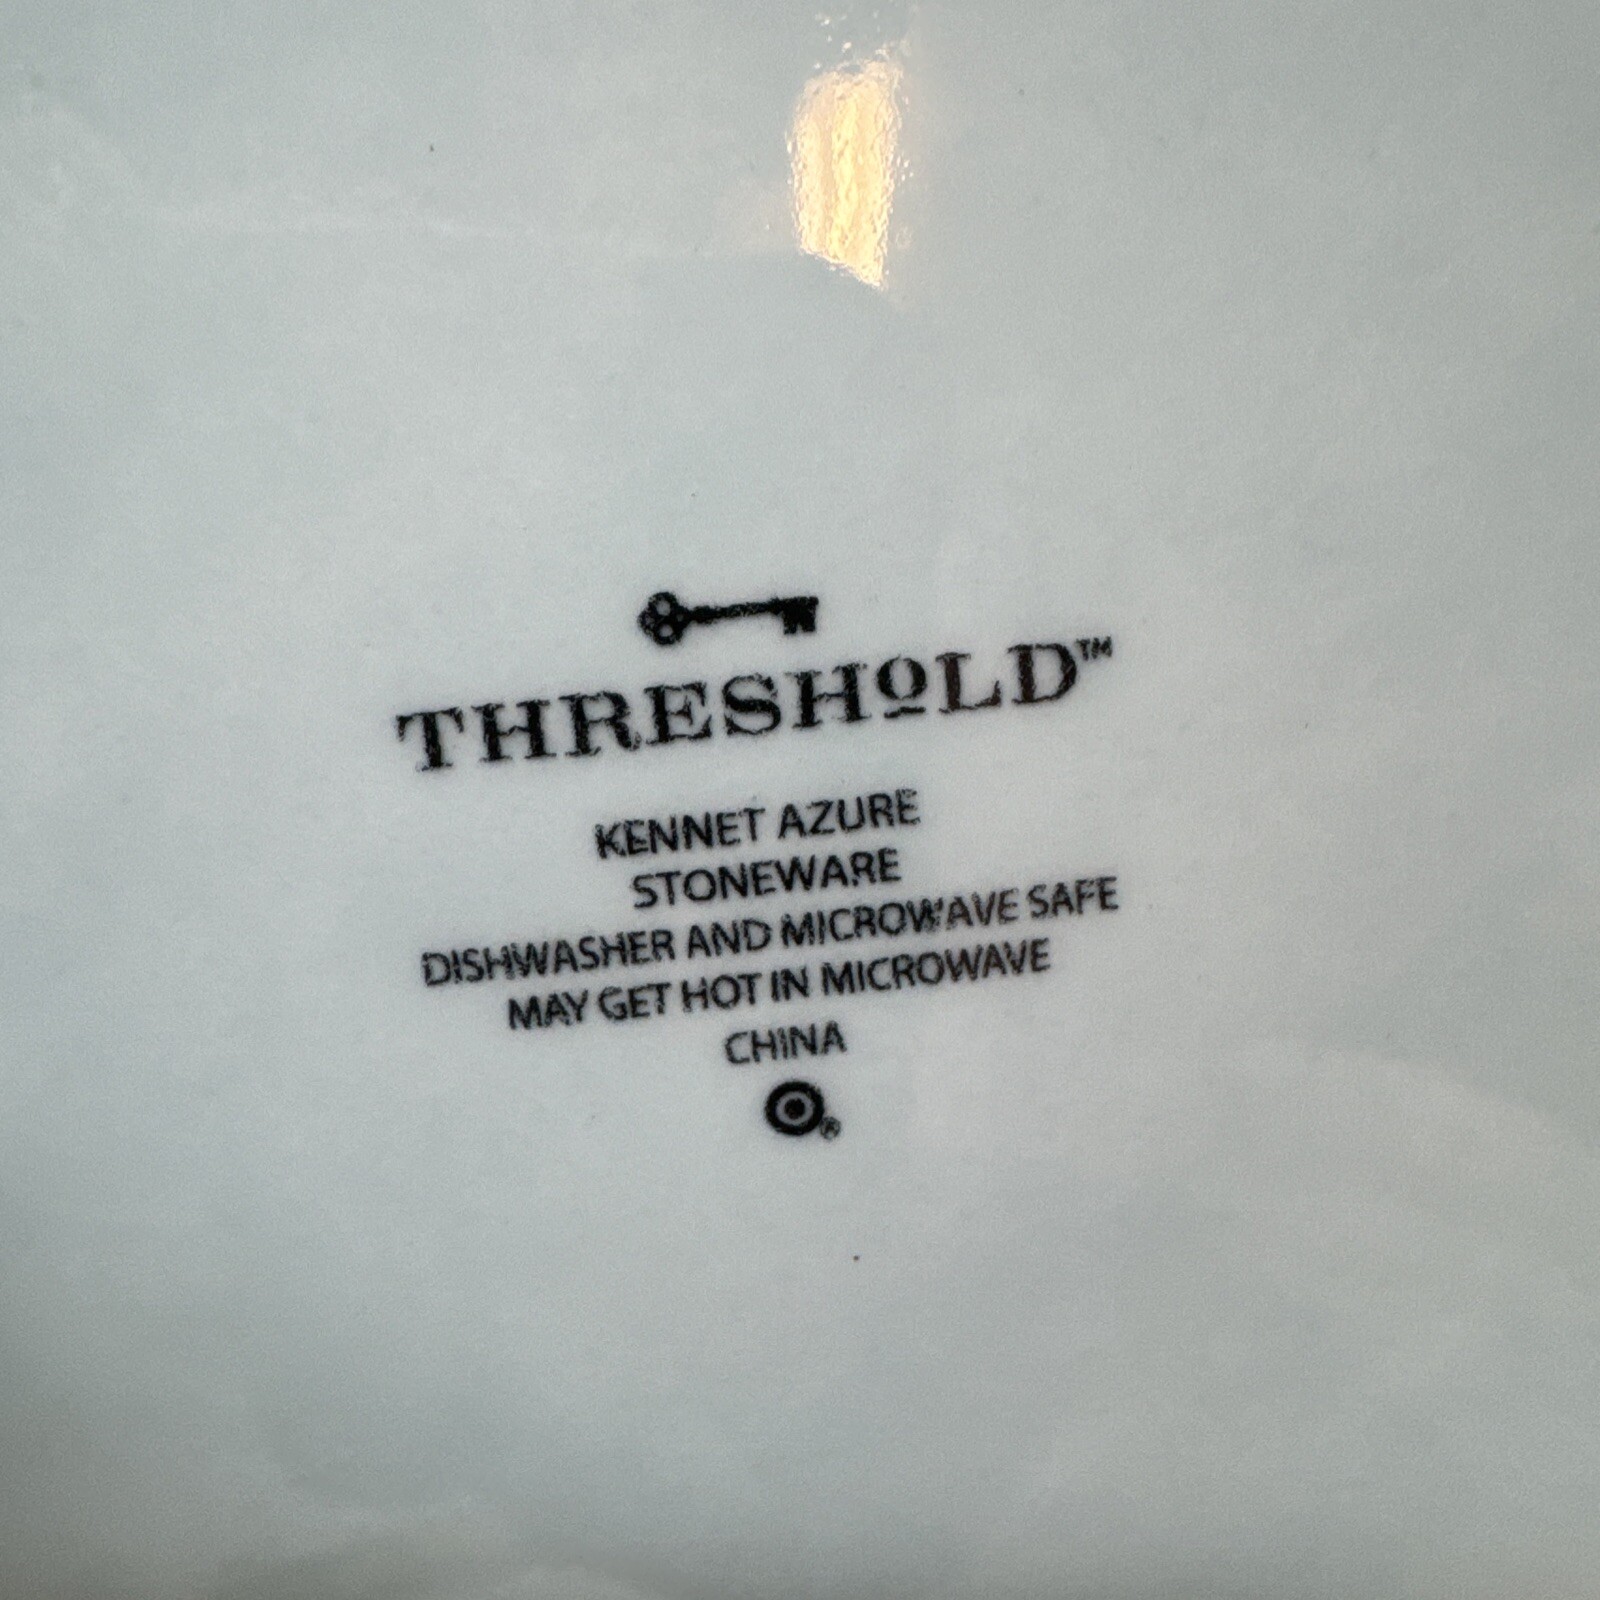 THRESHOLD™
KENNET AZURE
STONEWARE
DISHWASHER AND MICROWAVE SAFE
MAY GET HOT IN MICROWAVE
CHINA
®